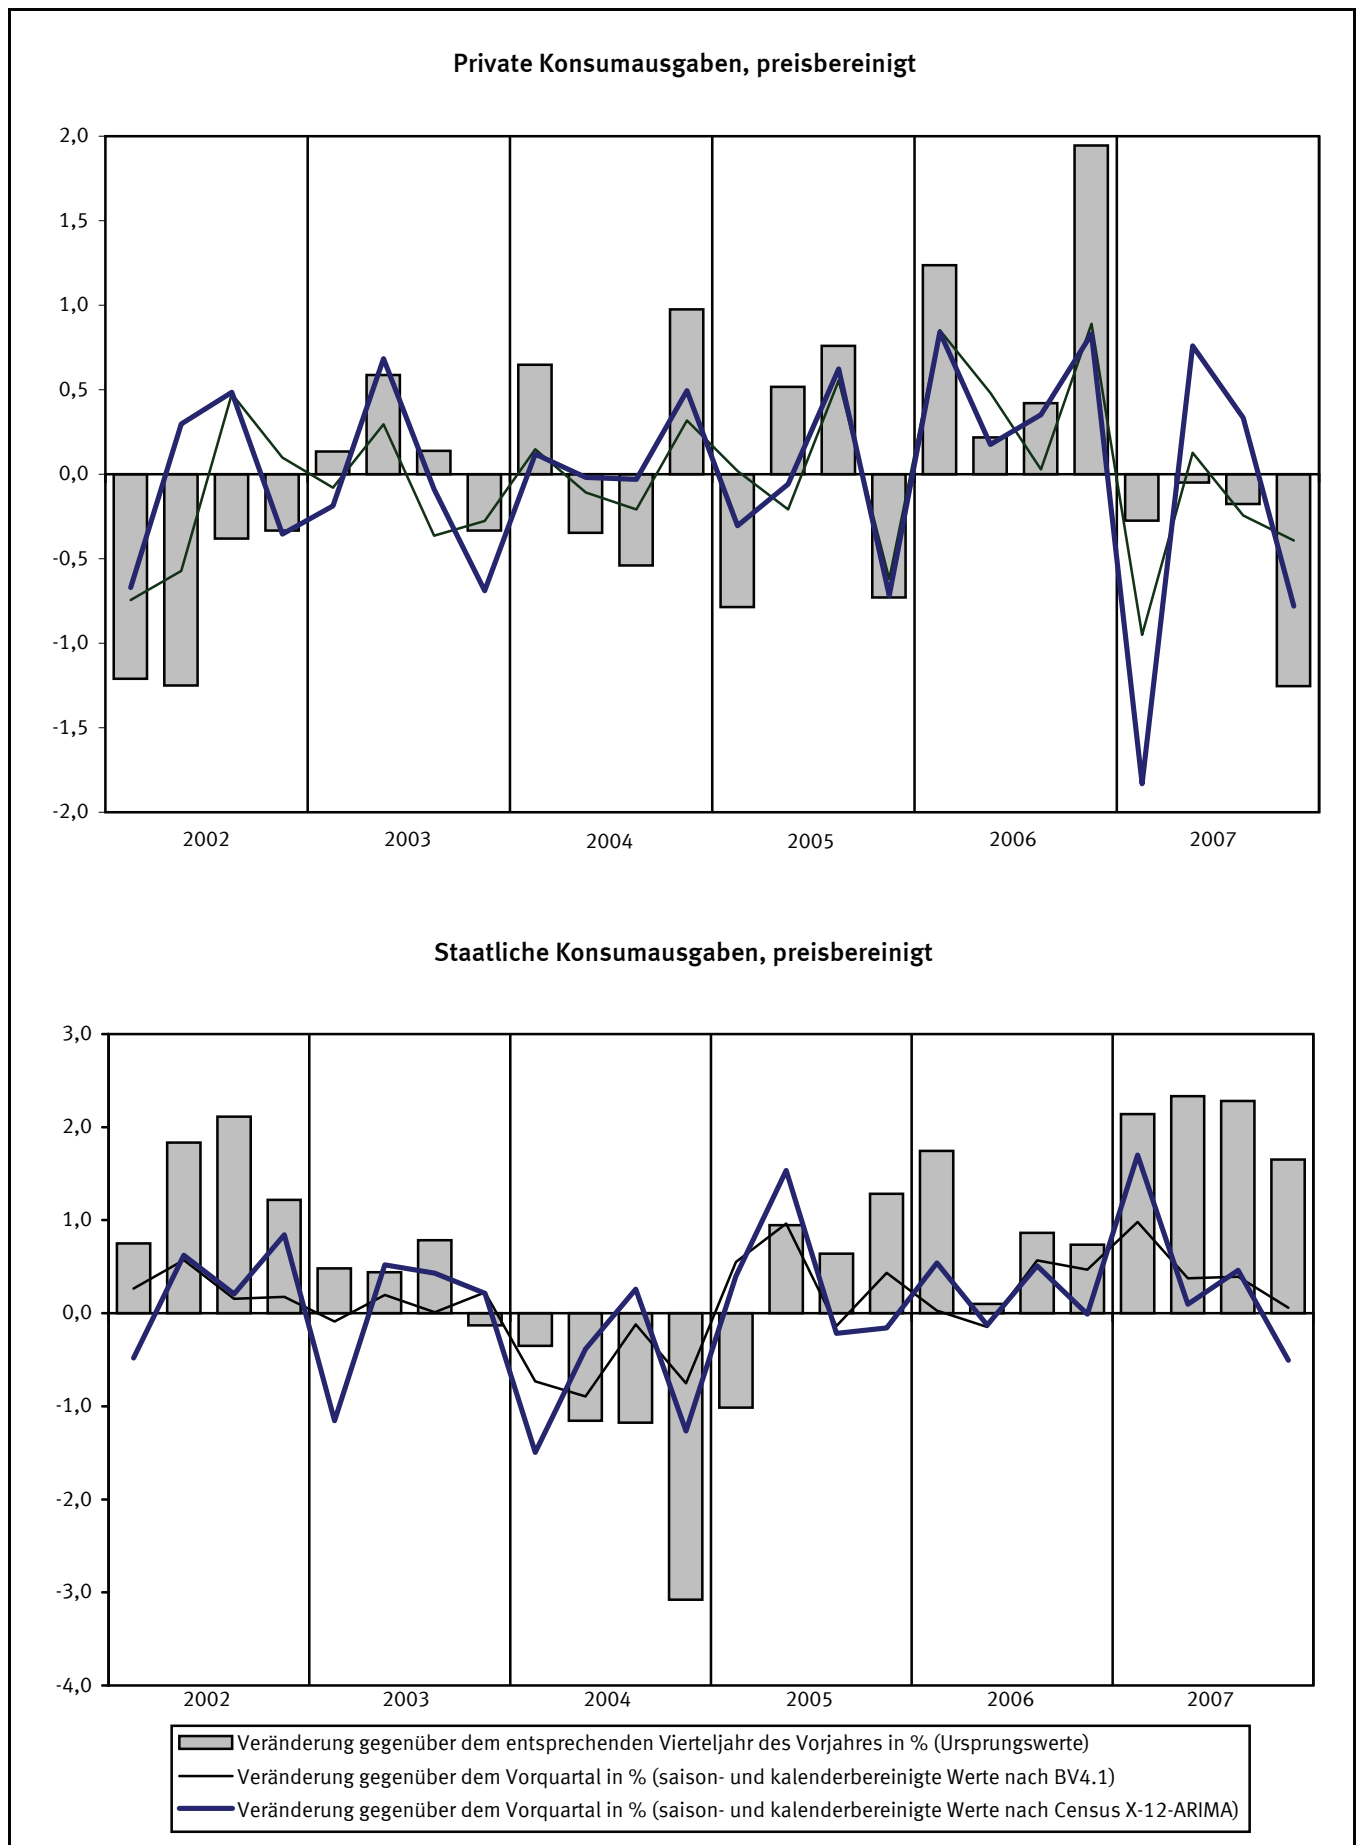 Private Konsumausgaben, preisbereinigt
2,0
1,5
1,0
0,5
0,0
-0,5
-1,0
-1,5
-2,0
2002 2003 2004 2005 2006 2007
Staatliche Konsumausgaben, preisbereinigt
3,0
2,0
1,0
0,0
-1,0
-2,0
-3,0
-4,0
2002 2003 2004 2005 2006 2007
Veränderung gegenüber dem entsprechenden Vierteljahr des Vorjahres in % (Ursprungswerte)
Veränderung gegenüber dem Vorquartal in % (saison- und kalenderbereinigte Werte nach BV4.1)
Veränderung gegenüber dem Vorquartal in % (saison- und kalenderbereinigte Werte nach Census X-12-ARIMA)